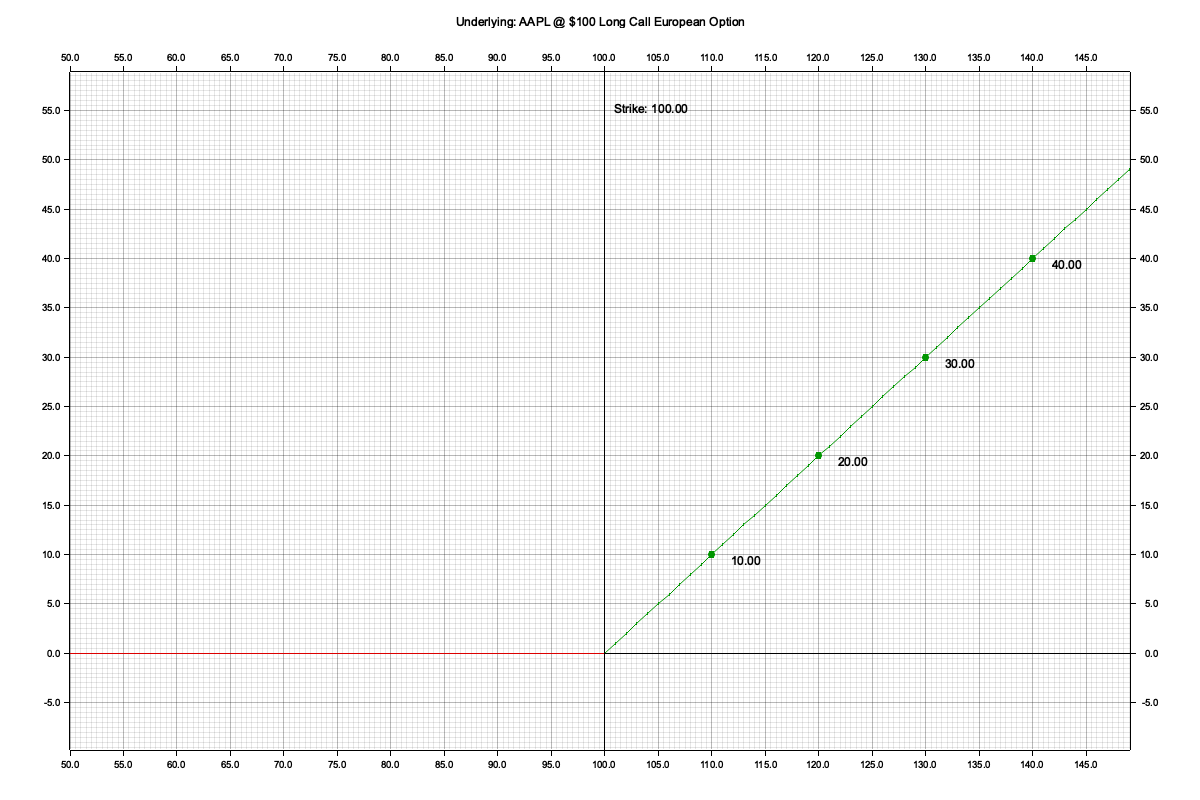 Underlying: AAPL @ $100 Long Call European Option
50.0 55.0 60.0 65.0 70.0 75.0 80.0 85.0 90.0 95.0 100.0 105.0 110.0 115.0 120.0 125.0 130.0 135.0 140.0 145.0
Strike: 100.00
55.0 55.0
50.0 50.0
45.0 45.0
40.0 40.00 40.0
35.0 35.0
30.0 30.00 30.0
25.0 25.0
20.0 20.00 20.0
15.0 15.0
10.0 10.00 10.0
5.0 5.0
0.0 0.0
-5.0 -5.0
50.0 55.0 60.0 65.0 70.0 75.0 80.0 85.0 90.0 95.0 100.0 105.0 110.0 115.0 120.0 125.0 130.0 135.0 140.0 145.0